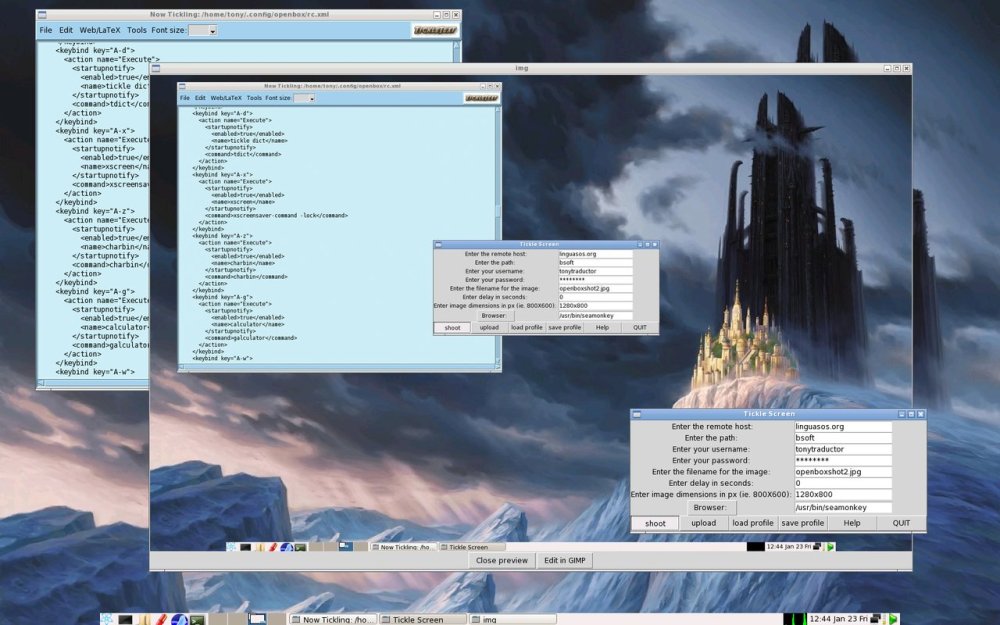 Now Tickling: /home/tony/.config/openbox/rc.xml
File Edit Web/LaTeX Tools Font size:
TickleText
<keybind key="A-d">
<action name="Execute">
<startupnotify>
<enabled>true</e
<name>tickle dic
</startupnotify>
<command>tdict</c
</action>
</keybind>
<keybind key="A-x">
<action name="Execute
<startupnotify>
<enabled>true</e
<name>xscreen</na
</startupnotify>
<command>xscreensav
</action>
</keybind>
<keybind key="A-z">
<action name="Execute
<startupnotify>
<enabled>true</e
<name>charbin</na
</startupnotify>
<command>charbin</
</action>
</keybind>
<keybind key="A-g">
<action name="Execute
<startupnotify>
<enabled>true</e
<name>calculator
</startupnotify>
<command>galculato
</action>
</keybind>
<keybind key="A-w">
img
Now Tickling: /home/tony/.config/openbox/rc.xml
File Edit Web/LaTeX Tools Font size:
TickleText
</keybind>
<keybind key="A-d">
<action name="Execute">
<startupnotify>
<enabled>true</enabled>
<name>tickle dict</name>
</startupnotify>
<command>tdict</command>
</action>
</keybind>
<keybind key="A-x">
<action name="Execute">
<startupnotify>
<enabled>true</enabled>
<name>xscreen</name>
</startupnotify>
<command>xscreensaver-command -lock</command>
</action>
</keybind>
<keybind key="A-z">
<action name="Execute">
<startupnotify>
<enabled>true</enabled>
<name>charbin</name>
</startupnotify>
<command>charbin</command>
</action>
</keybind>
<keybind key="A-g">
<action name="Execute">
<startupnotify>
<enabled>true</enabled>
<name>calculator</name>
</startupnotify>
<command>galculator</command>
</action>
</keybind>
<keybind key="A-w">
Tickle Screen
Enter the remote host: linguasos.org
Enter the path: bsoft
Enter your username: tonytraductor
Enter your password: ********
Enter the filename for the image: openboxshot2.jpg
Enter delay in seconds: 0
Enter image dimensions in px (ie. 800X600): 1280x800
Browser: /usr/bin/seamonkey
shoot upload load profile save profile Help QUIT
Now Tickling: /ho... Tickle Screen 12:44 Jan 23 Fri
Close preview Edit in GIMP
Tickle Screen
Enter the remote host: linguasos.org
Enter the path: bsoft
Enter your username: tonytraductor
Enter your password: ********
Enter the filename for the image: openboxshot2.jpg
Enter delay in seconds: 0
Enter image dimensions in px (ie. 800X600): 1280x800
Browser: /usr/bin/seamonkey
shoot upload load profile save profile Help QUIT
Now Tickling: /ho... Tickle Screen img 12:44 Jan 23 Fri